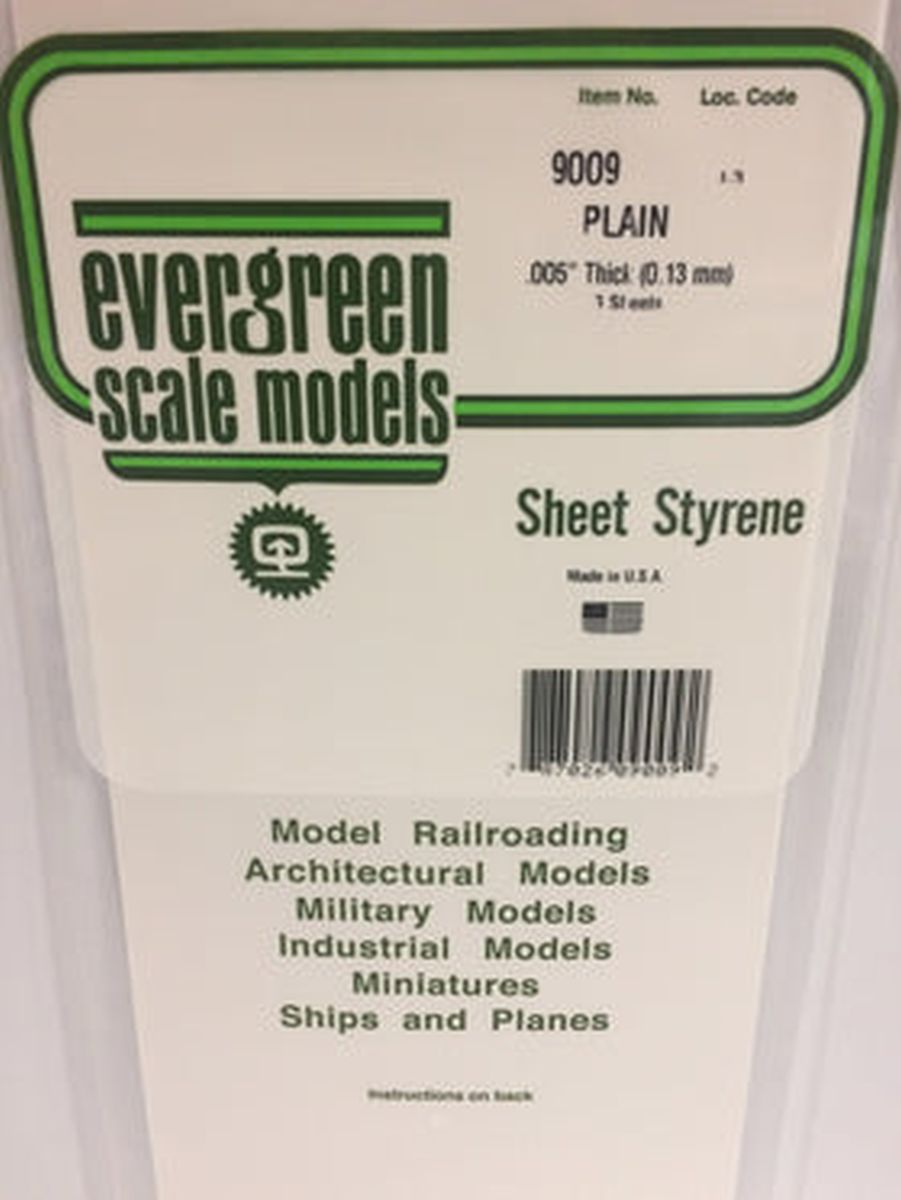 Item No. Loc. Code
9009
PLAIN
.005" Thick (0.13 mm)
Sheets
evergreen
scale models
Sheet Styrene
Made in U.S.A
Model Railroading
Architectural Models
Military Models
Industrial Models
Miniatures
Ships and Planes
Instructions on back